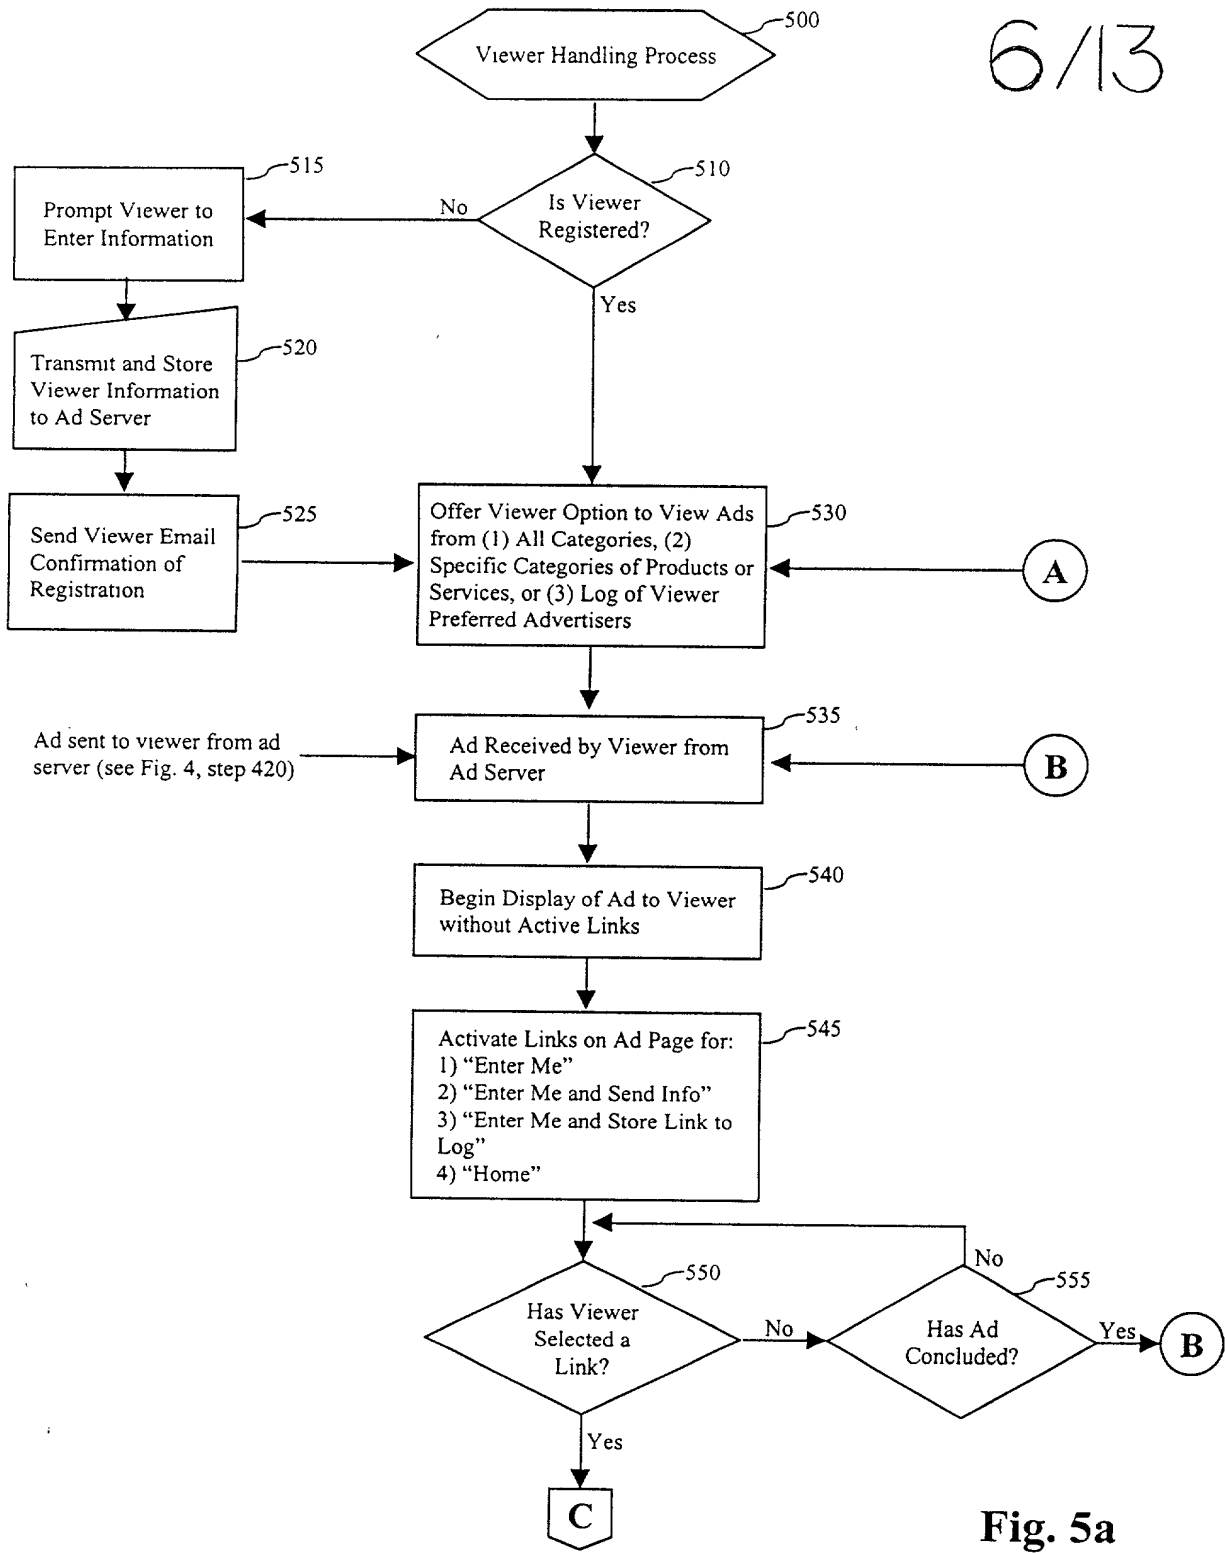 500
6/13
Viewer Handling Process
515
510
Prompt Viewer to
Enter Information
No
Is Viewer
Registered?
Yes
520
Transmit and Store
Viewer Information
to Ad Server
525
Send Viewer Email
Confirmation of
Registration
530
Offer Viewer Option to View Ads
from (1) All Categories, (2)
Specific Categories of Products or
Services, or (3) Log of Viewer
Preferred Advertisers
A
535
Ad sent to viewer from ad
server (see Fig. 4, step 420)
Ad Received by Viewer from
Ad Server
B
540
Begin Display of Ad to Viewer
without Active Links
545
Activate Links on Ad Page for:
1) “Enter Me”
2) “Enter Me and Send Info”
3) “Enter Me and Store Link to
Log”
4) “Home”
550
No
555
Has Viewer
Selected a
Link?
No
Has Ad
Concluded?
Yes
B
Yes
C
Fig. 5a